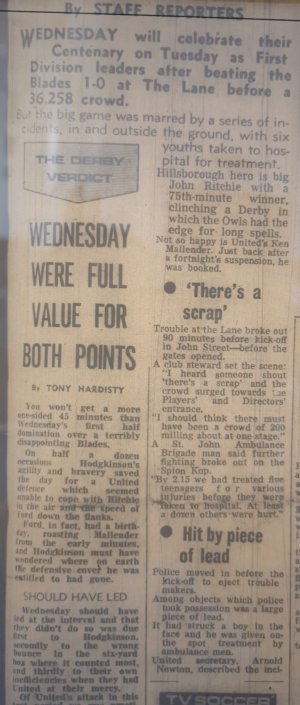 By STAFF REPORTERS
WEDNESDAY will celebrate their
Centenary on Tuesday as First
Division leaders after beating the
Blades 1-0 at The Lane before a
36,258 crowd.
But the big game was marred by a series of in-
cidents, in and outside the ground, with six
youths taken to hos-
pital for treatment.
Hillsborough hero is big
John Ritchie with a
75th-minute winner,
clinching a Derby in
which the Owls had the
edge for long spells.
Not so happy is United's Ken
Mallender. Just back after
a fortnight's suspension, he
was booked.
● 'There's a
scrap'
Trouble at the Lane broke out
90 minutes before kick-off
in John Street—before the
gates opened.
A club steward set the scene:
"I heard someone shout
'there's a scrap' and the
crowd surged towards the
Players' and Directors'
entrance.
"I should think there must
have been a crowd of 200
milling about at one stage."
A St. John Ambulance
Brigade man said further
fighting broke out on the
Spion Kop.
"By 2.15 we had treated five
teenagers for various
injuries before they were
taken to hospital. At least
a dozen others were hurt."
● Hit by piece
of lead
Police moved in before the
kick-off to eject trouble
makers.
Among objects which police
took possession was a large
piece of lead.
It had struck a boy in the
face and he was given on-
the spot treatment by
ambulance men.
United secretary, Arnold
Newton, described the inci-
THE DERBY
VERDICT
WEDNESDAY
WERE FULL
VALUE FOR
BOTH POINTS
By TONY HARDISTY
You won't get a more
one-sided 45 minutes than
Wednesday's first half
domination over a terribly
disappointing Blades.
On half a dozen
occasions Hodgkinson's
agility and bravery saved
the day for a United
defence which seemed
unable to cope with Ritchie
in the air and the speed of
Ford down the flanks.
Ford, in fact, had a birth-
day, roasting Mallender
from the early minutes,
and Hodgkinson must have
wondered where on earth
the defensive cover he was
entitled to had gone.
SHOULD HAVE LED
Wednesday should have
led at the interval and that
they didn't do so was due
first to Hodgkinson,
secondly to the wrong
bounce in the six-yard
box where it counted most,
and thirdly to their own
inefficiencies when they had
United at their mercy.
Of United's attack in this
TV SOCCER